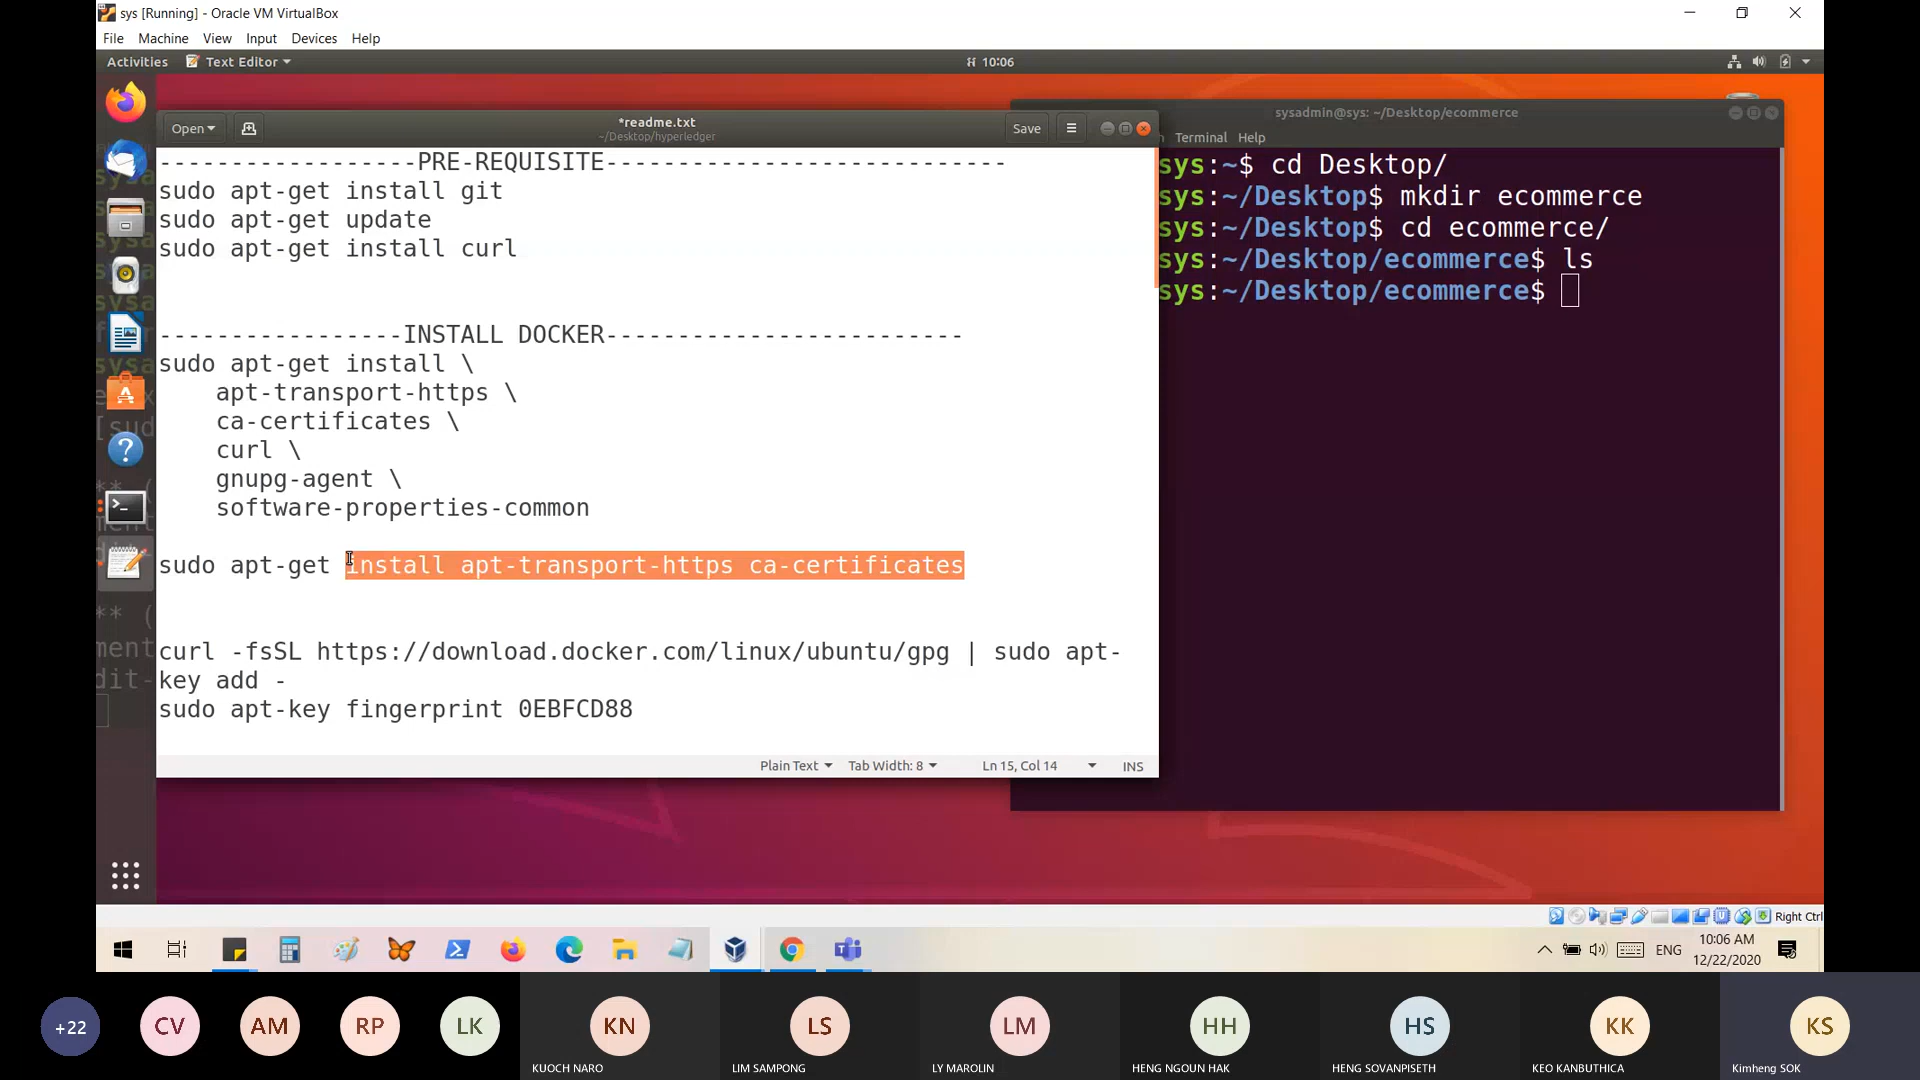 sys [Running] - Oracle VM VirtualBox
File Machine View Input Devices Help
Activities Text Editor 10:06
*readme.txt
~/Desktop/hyperledger
Open Save
------------------PRE-REQUISITE----------------------------
sudo apt-get install git
sudo apt-get update
sudo apt-get install curl
-----------------INSTALL DOCKER-------------------------
sudo apt-get install \
apt-transport-https \
ca-certificates \
curl \
gnupg-agent \
software-properties-common
sudo apt-get install apt-transport-https ca-certificates
curl -fsSL https://download.docker.com/linux/ubuntu/gpg | sudo apt-
key add -
sudo apt-key fingerprint 0EBFCD88
Plain Text Tab Width: 8 Ln 15, Col 14 INS
sysadmin@sys: ~/Desktop/ecommerce
Terminal Help
sys:~$ cd Desktop/
sys:~/Desktop$ mkdir ecommerce
sys:~/Desktop$ cd ecommerce/
sys:~/Desktop/ecommerce$ ls
sys:~/Desktop/ecommerce$
Right Ctrl
ENG
10:06 AM
12/22/2020
+22 CV AM RP LK KN LS LM HH HS KK KS
KUOCH NARO LIM SAMPONG LY MAROLIN HENG NGOUN HAK HENG SOVANPISETH KEO KANBUTHICA Kimheng SOK